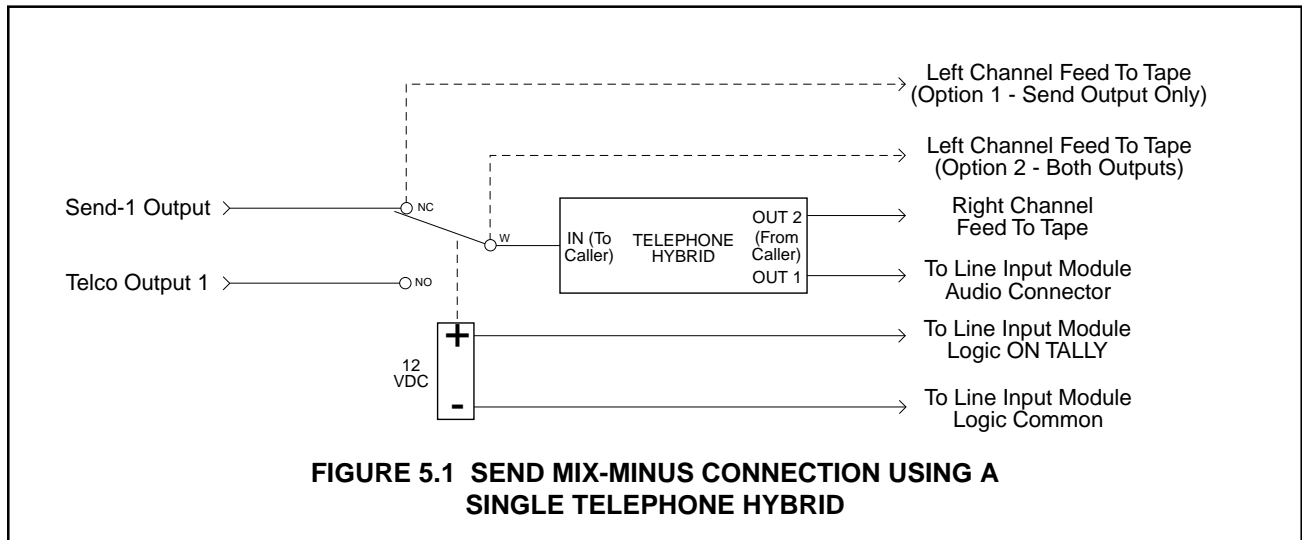 Left Channel Feed To Tape
(Option 1 - Send Output Only)
Left Channel Feed To Tape
(Option 2 - Both Outputs)
Send-1 Output
NC
W
IN (To
Caller)
TELEPHONE
HYBRID
OUT 2
(From
Caller)
OUT 1
Right Channel
Feed To Tape
Telco Output 1
NO
To Line Input Module
Audio Connector
12
VDC
+
-
To Line Input Module
Logic ON TALLY
To Line Input Module
Logic Common
FIGURE 5.1 SEND MIX-MINUS CONNECTION USING A
SINGLE TELEPHONE HYBRID